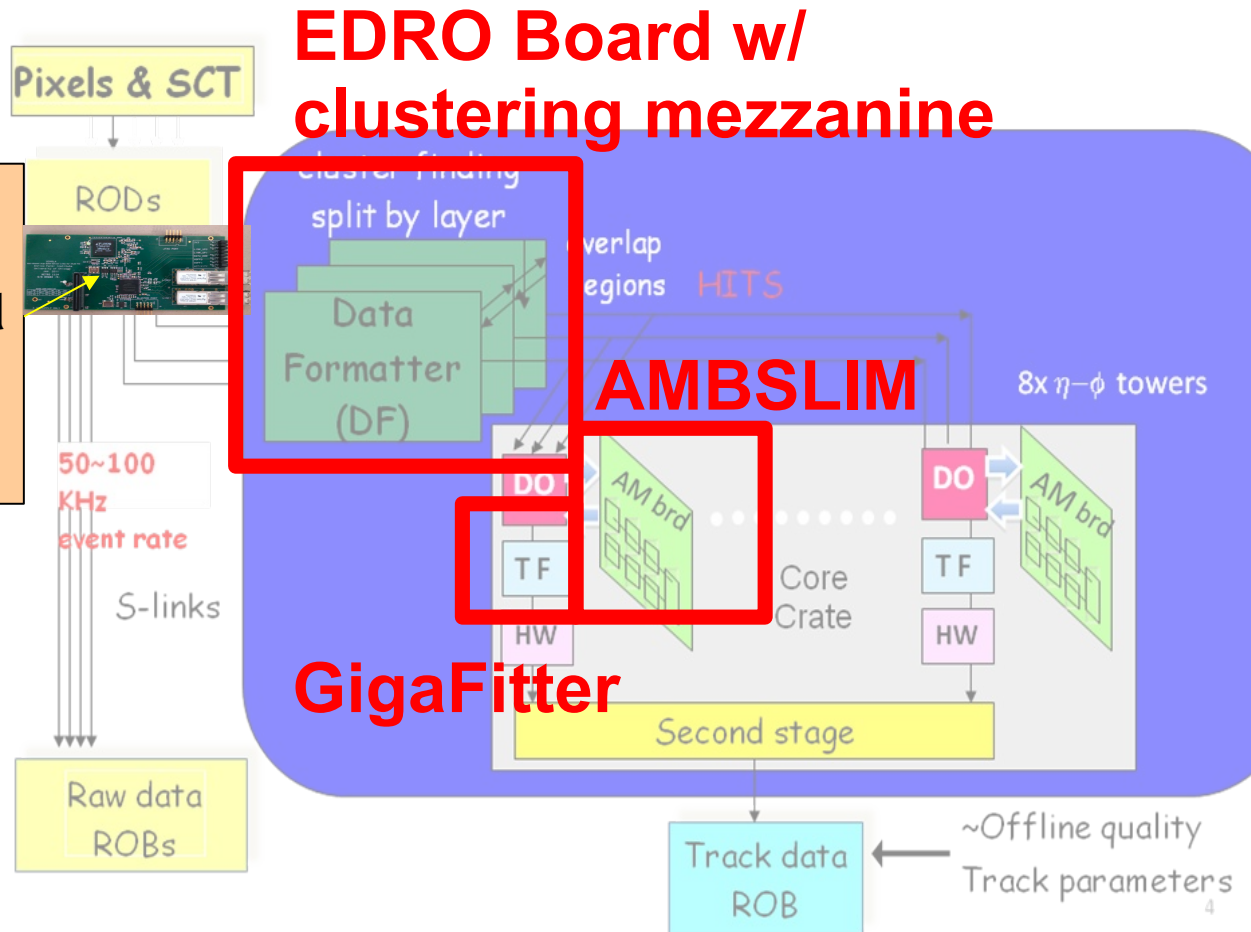 EDRO Board w/
clustering mezzanine
Pixels & SCT
RODs
cluster finding
split by layer
overlap
regions HITS
Data
Formatter
(DF)
AMBSLIM
8x η−ϕ towers
50~100
KHz
event rate
S-links
DO
AM brd
TF
HW
Core
Crate
DO
AM brd
TF
HW
GigaFitter
Second stage
Raw data
ROBs
Track data
ROB
~Offline quality
Track parameters
4